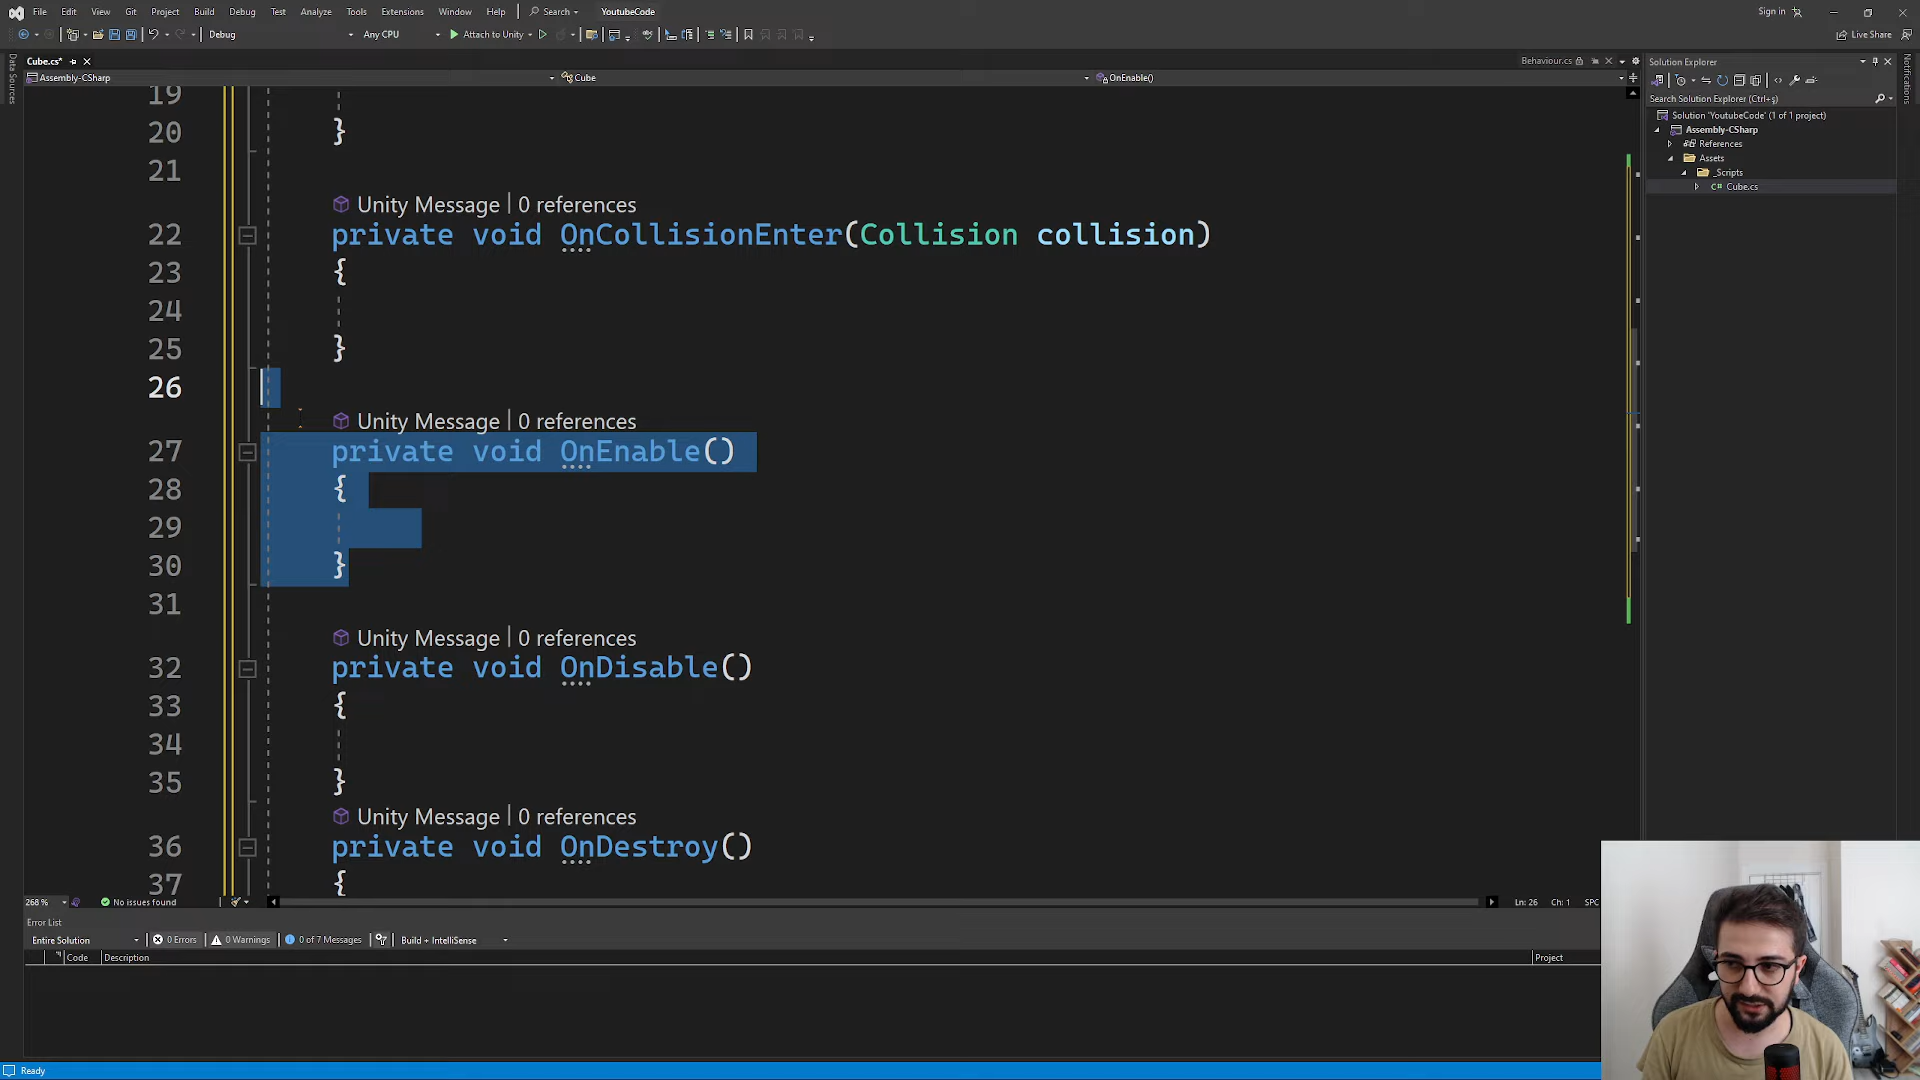 File Edit View Git Project Build Debug Test Analyze Tools Extensions Window Help Search YoutubeCode Sign in
Debug Any CPU Attach to Unity Live Share
Cube.cs* Behaviour.cs
Assembly-CSharp Cube OnEnable()
Data Sources
Notifications
19
20 }
21
Unity Message | 0 references
22 private void OnCollisionEnter(Collision collision)
23 {
24
25 }
26
Unity Message | 0 references
27 private void OnEnable()
28 {
29
30 }
31
Unity Message | 0 references
32 private void OnDisable()
33 {
34
35 }
Unity Message | 0 references
36 private void OnDestroy()
37 {
268 % No issues found Ln: 26 Ch: 1 SPC
Error List
Entire Solution 0 Errors 0 Warnings 0 of 7 Messages Build + IntelliSense
Code Description Project
Ready
Solution Explorer
Search Solution Explorer (Ctrl+ş)
Solution 'YoutubeCode' (1 of 1 project)
Assembly-CSharp
References
Assets
_Scripts
C# Cube.cs